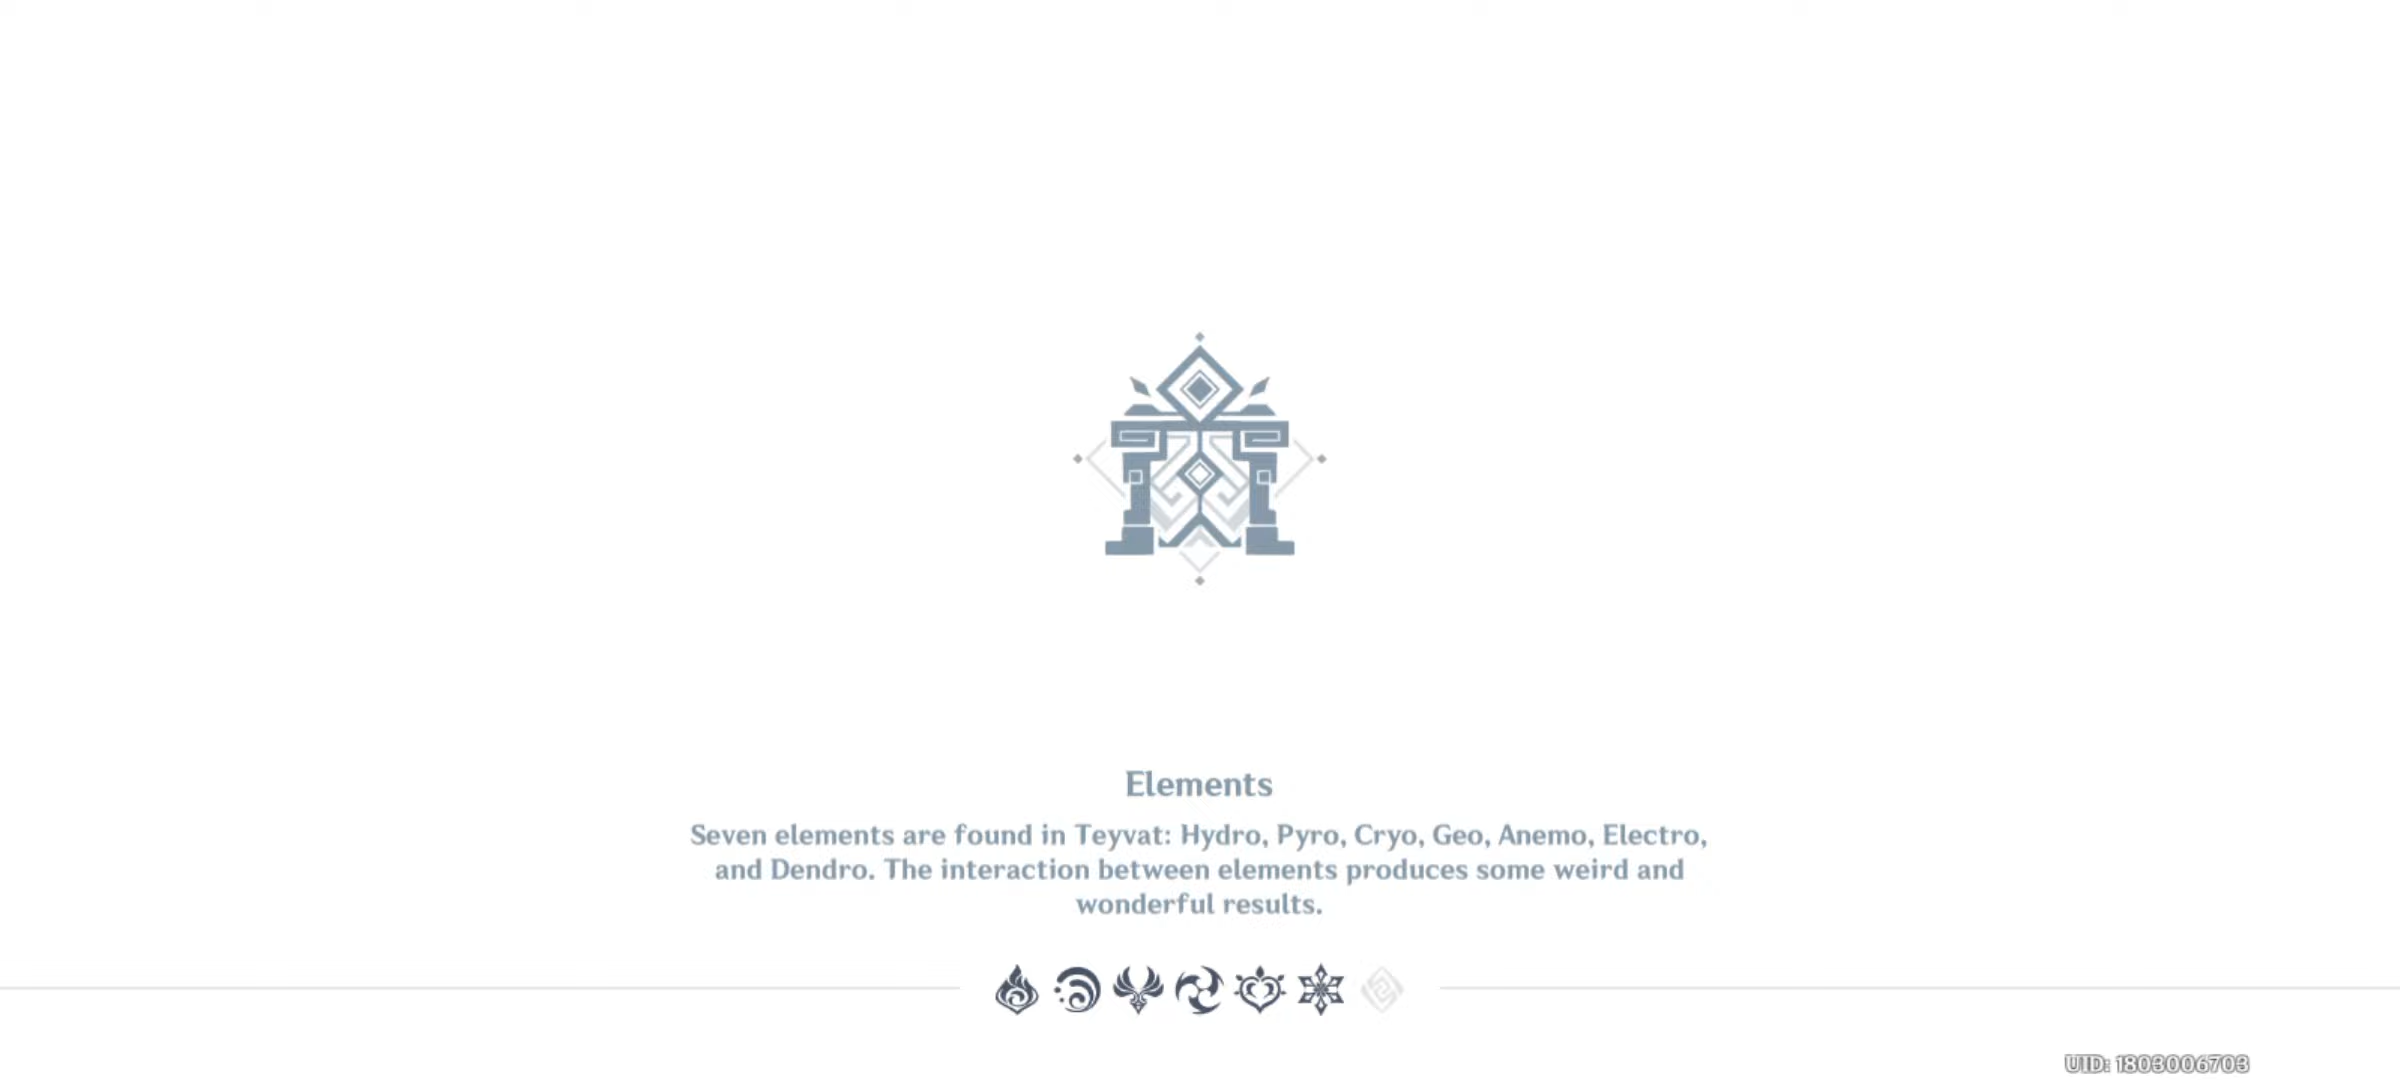 Elements
Seven elements are found in Teyvat: Hydro, Pyro, Cryo, Geo, Anemo, Electro,
and Dendro. The interaction between elements produces some weird and
wonderful results.
UID: 1803006703